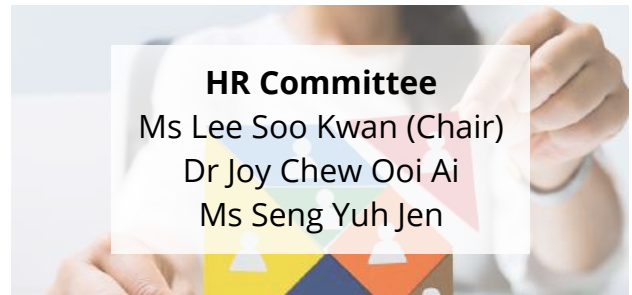 HR Committee
Ms Lee Soo Kwan (Chair)
Dr Joy Chew Ooi Ai
Ms Seng Yuh Jen